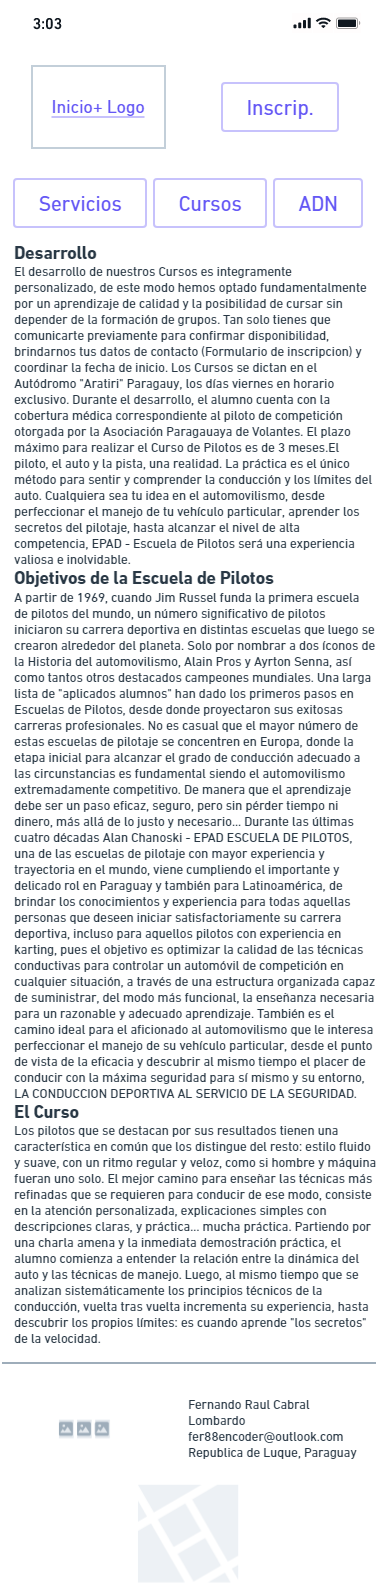 3:03
Inicio+ Logo
Inscrip.
Servicios
Cursos
ADN
Desarrollo
El desarrollo de nuestros Cursos es integramente
personalizado, de este modo hemos optado fundamentalmente
por un aprendizaje de calidad y la posibilidad de cursar sin
depender de la formación de grupos. Tan solo tienes que
comunicarte previamente para confirmar disponibilidad,
brindarnos tus datos de contacto (Formulario de inscripcion) y
coordinar la fecha de inicio. Los Cursos se dictan en el
Autódromo "Aratiri" Paragauy, los días viernes en horario
exclusivo. Durante el desarrollo, el alumno cuenta con la
cobertura médica correspondiente al piloto de competición
otorgada por la Asociación Paragauaya de Volantes. El plazo
máximo para realizar el Curso de Pilotos es de 3 meses.El
piloto, el auto y la pista, una realidad. La práctica es el único
método para sentir y comprender la conducción y los límites del
auto. Cualquiera sea tu idea en el automovilismo, desde
perfeccionar el manejo de tu vehículo particular, aprender los
secretos del pilotaje, hasta alcanzar el nivel de alta
competencia, EPAD - Escuela de Pilotos será una experiencia
valiosa e inolvidable.
Objetivos de la Escuela de Pilotos
A partir de 1969, cuando Jim Russel funda la primera escuela
de pilotos del mundo, un número significativo de pilotos
iniciaron su carrera deportiva en distintas escuelas que luego se
crearon alrededor del planeta. Solo por nombrar a dos íconos de
la Historia del automovilismo, Alain Pros y Ayrton Senna, así
como tantos otros destacados campeones mundiales. Una larga
lista de "aplicados alumnos" han dado los primeros pasos en
Escuelas de Pilotos, desde donde proyectaron sus exitosas
carreras profesionales. No es casual que el mayor número de
estas escuelas de pilotaje se concentren en Europa, donde la
etapa inicial para alcanzar el grado de conducción adecuado a
las circunstancias es fundamental siendo el automovilismo
extremadamente competitivo. De manera que el aprendizaje
debe ser un paso eficaz, seguro, pero sin pérder tiempo ni
dinero, más allá de lo justo y necesario... Durante las últimas
cuatro décadas Alan Chanoski - EPAD ESCUELA DE PILOTOS,
una de las escuelas de pilotaje con mayor experiencia y
trayectoria en el mundo, viene cumpliendo el importante y
delicado rol en Paraguay y también para Latinoamérica, de
brindar los conocimientos y experiencia para todas aquellas
personas que deseen iniciar satisfactoriamente su carrera
deportiva, incluso para aquellos pilotos con experiencia en
karting, pues el objetivo es optimizar la calidad de las técnicas
conductivas para controlar un automóvil de competición en
cualquier situación, a través de una estructura organizada capaz
de suministrar, del modo más funcional, la enseñanza necesaria
para un razonable y adecuado aprendizaje. También es el
camino ideal para el aficionado al automovilismo que le interesa
perfeccionar el manejo de su vehículo particular, desde el punto
de vista de la eficacia y descubrir al mismo tiempo el placer de
conducir con la máxima seguridad para sí mismo y su entorno,
LA CONDUCCION DEPORTIVA AL SERVICIO DE LA SEGURIDAD.
El Curso
Los pilotos que se destacan por sus resultados tienen una
característica en común que los distingue del resto: estilo fluido
y suave, con un ritmo regular y veloz, como si hombre y máquina
fueran uno solo. El mejor camino para enseñar las técnicas más
refinadas que se requieren para conducir de ese modo, consiste
en la atención personalizada, explicaciones simples con
descripciones claras, y práctica... mucha práctica. Partiendo por
una charla amena y la inmediata demostración práctica, el
alumno comienza a entender la relación entre la dinámica del
auto y las técnicas de manejo. Luego, al mismo tiempo que se
analizan sistemáticamente los principios técnicos de la
conducción, vuelta tras vuelta incrementa su experiencia, hasta
descubrir los propios límites: es cuando aprende "los secretos"
de la velocidad.
Fernando Raul Cabral
Lombardo
fer88encoder@outlook.com
Republica de Luque, Paraguay